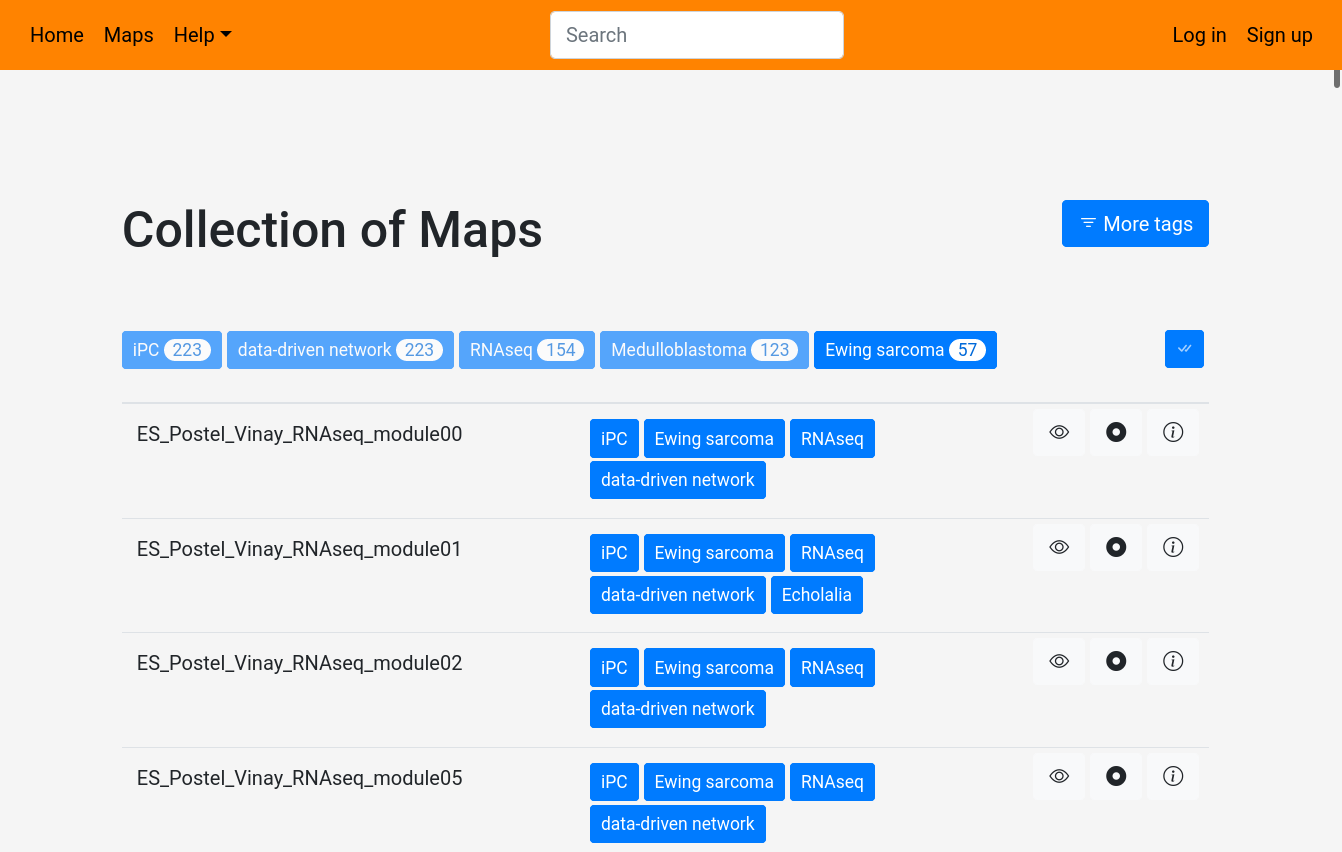 Home Maps Help Search Log in Sign up
Collection of Maps More tags
iPC 223 data-driven network 223 RNAseq 154 Medulloblastoma 123 Ewing sarcoma 57
ES_Postel_Vinay_RNAseq_module00 iPC Ewing sarcoma RNAseq
data-driven network
ES_Postel_Vinay_RNAseq_module01 iPC Ewing sarcoma RNAseq
data-driven network Echolalia
ES_Postel_Vinay_RNAseq_module02 iPC Ewing sarcoma RNAseq
data-driven network
ES_Postel_Vinay_RNAseq_module05 iPC Ewing sarcoma RNAseq
data-driven network